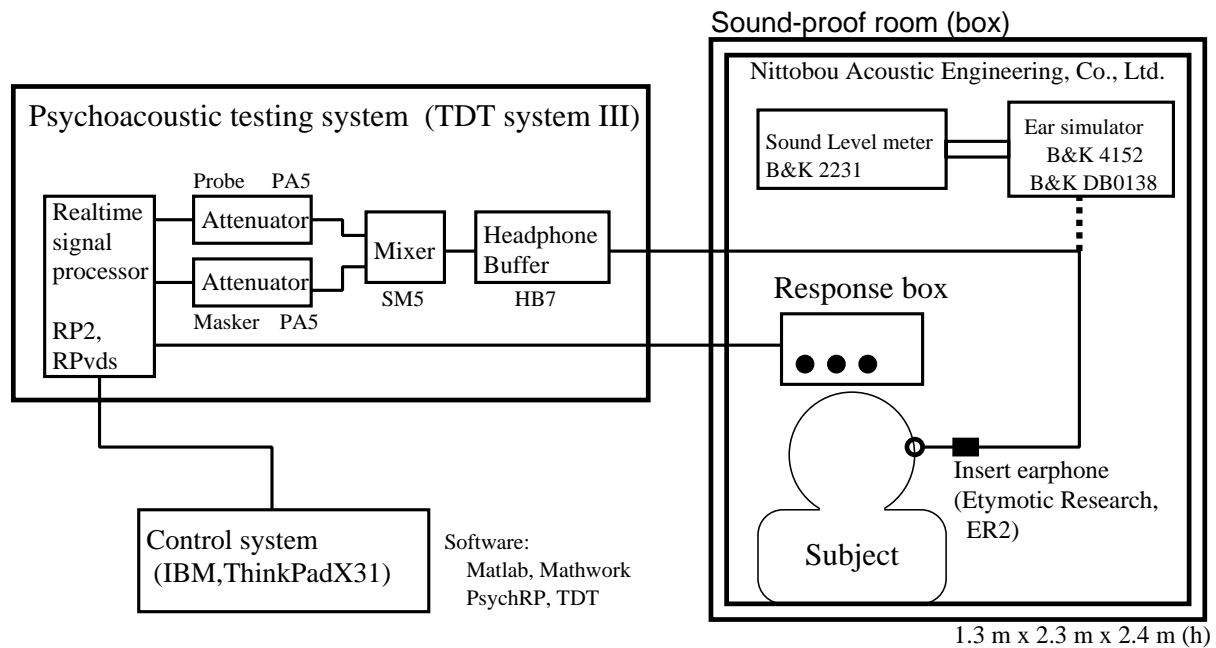 Sound-proof room (box)
Nittobou Acoustic Engineering, Co., Ltd.
Psychoacoustic testing system (TDT system III)
Sound Level meter
B&K 2231
Ear simulator
B&K 4152
B&K DB0138
Realtime
signal
processor
RP2,
RPvds
Probe PA5
Attenuator
Attenuator
Masker PA5
Mixer
SM5
Headphone
Buffer
HB7
Response box
Insert earphone
(Etymotic Research,
ER2)
Subject
Control system
(IBM,ThinkPadX31)
Software:
Matlab, Mathwork
PsychRP, TDT
1.3 m x 2.3 m x 2.4 m (h)